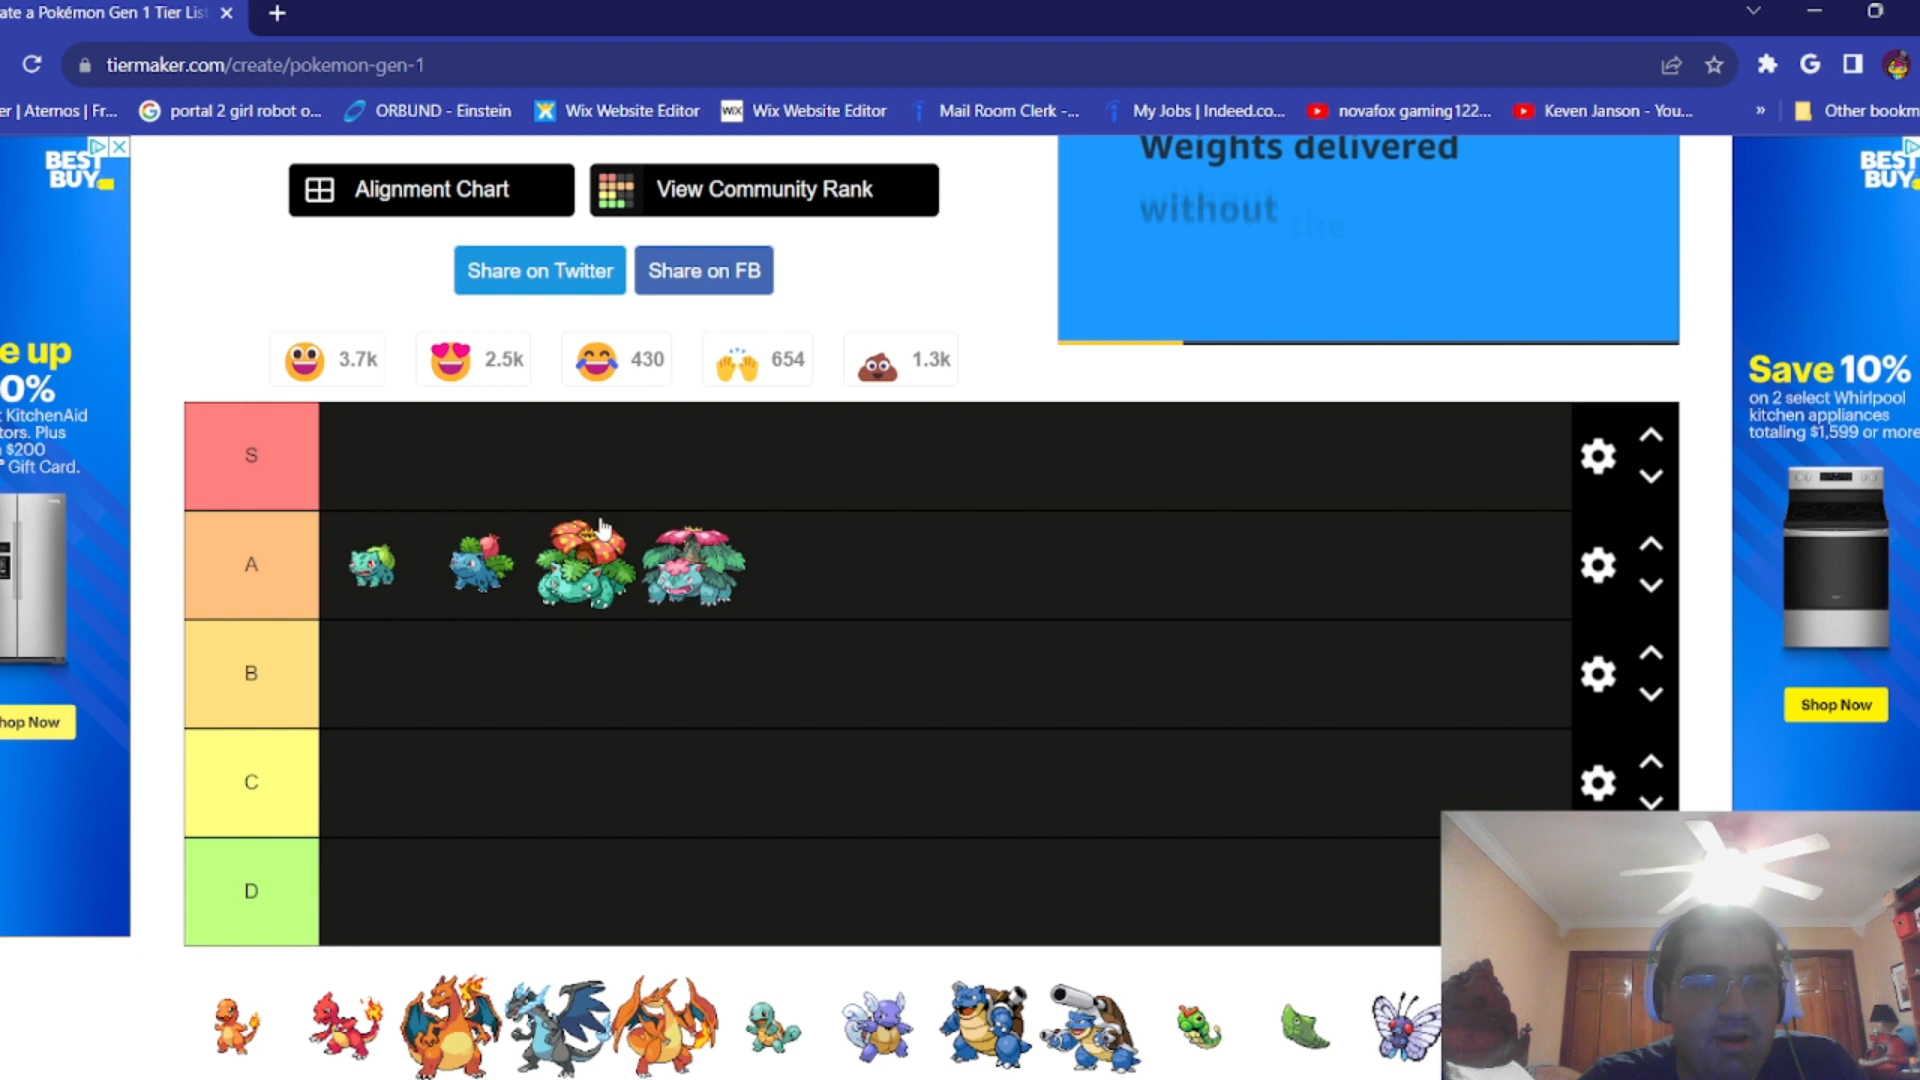 ate a Pokémon Gen 1 Tier Lis
tiermaker.com/create/pokemon-gen-1
er | Aternos | Fr...
portal 2 girl robot o...
ORBUND - Einstein
Wix Website Editor
WIX
Wix Website Editor
Mail Room Clerk -...
My Jobs | Indeed.co...
novafox gaming122...
Keven Janson - You...
»
Other bookm
BEST
BUY
e up
0%
KitchenAid
tors. Plus
$200
Gift Card.
hop Now
Alignment Chart
View Community Rank
Share on Twitter
Share on FB
3.7k
2.5k
430
654
1.3k
Weights delivered
without the
S
A
B
C
D
BEST
BUY
Save 10%
on 2 select Whirlpool
kitchen appliances
totaling $1,599 or more
Shop Now